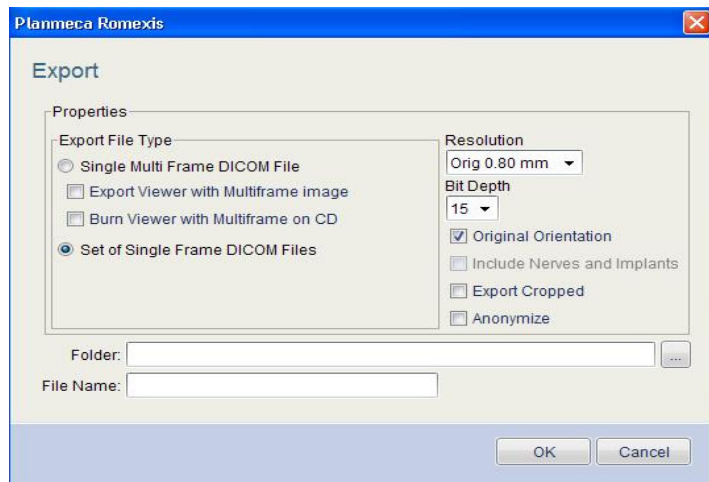 Planmeca Romexis
Export
Properties
Export File Type
Single Multi Frame DICOM File
Export Viewer with Multiframe image
Burn Viewer with Multiframe on CD
Set of Single Frame DICOM Files
Resolution
Orig 0.80 mm
Bit Depth
15
Original Orientation
Include Nerves and Implants
Export Cropped
Anonymize
Folder:
...
File Name:
OK Cancel